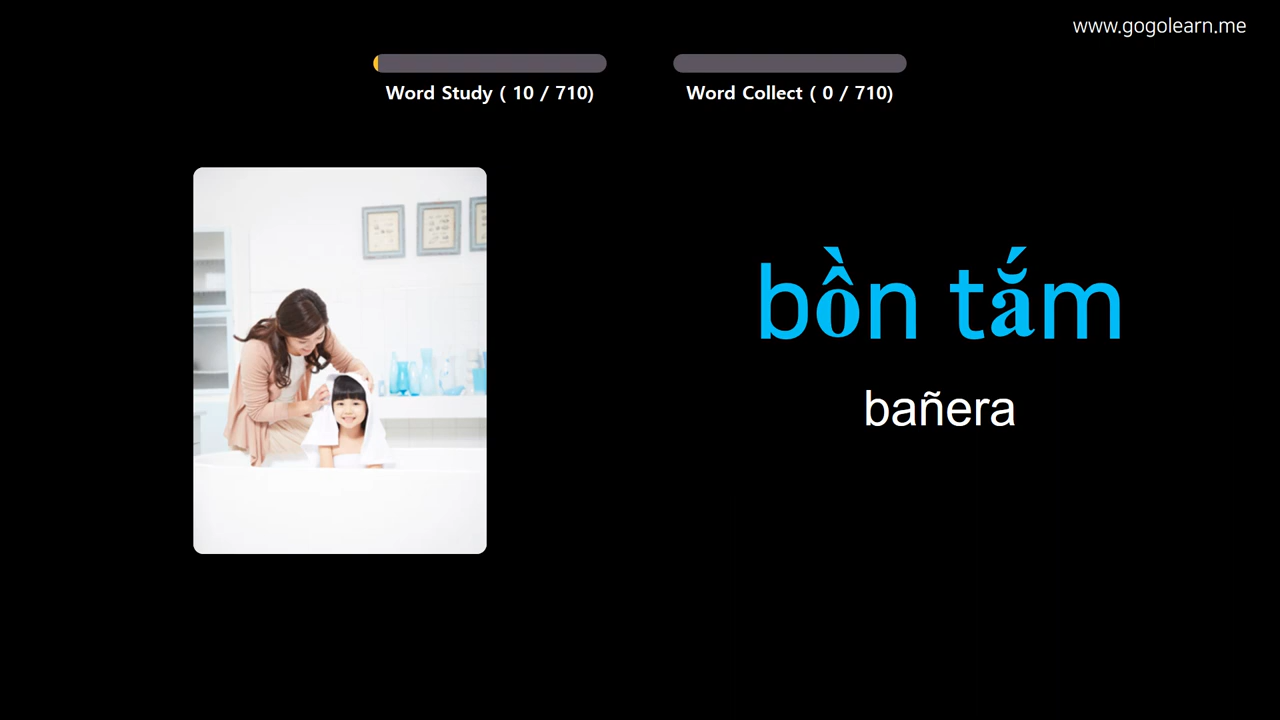 www.gogolearn.me
Word Study ( 10 / 710)
Word Collect ( 0 / 710)
bồn tắm
bañera